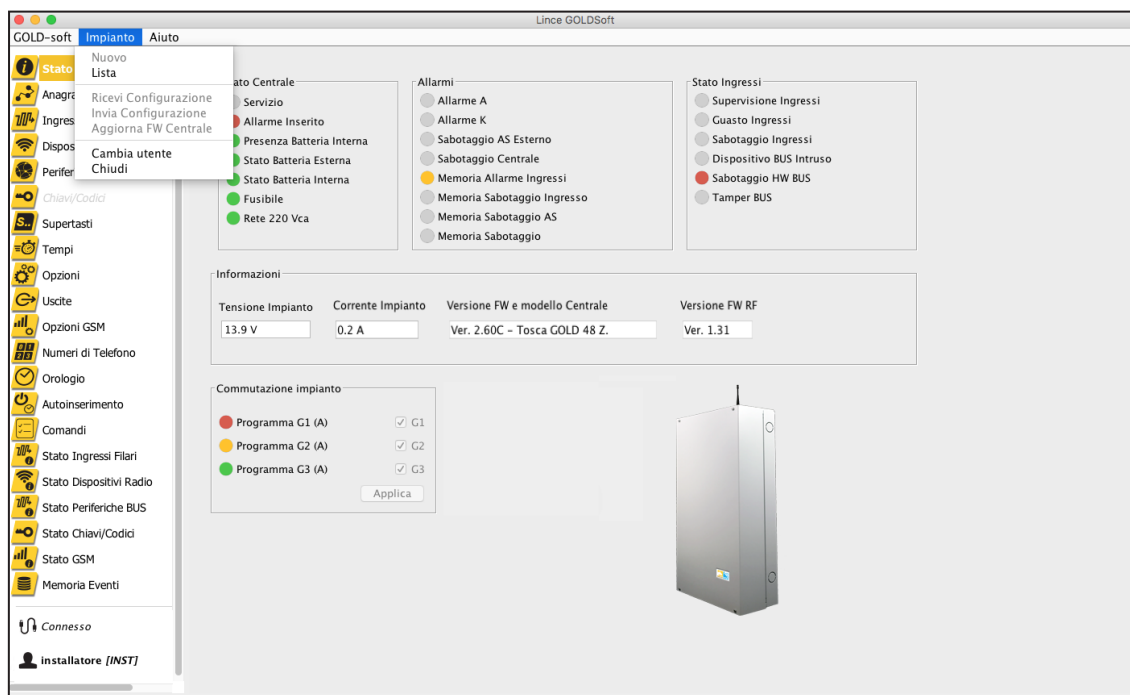 Lince GOLDSoft
GOLD-soft Impianto Aiuto
Nuovo
Lista
Ricevi Configurazione
Invia Configurazione
Aggiorna FW Centrale
Cambia utente
Chiudi
Stato
Anagra
Ingres
Dispos
Perifer
Chiavi/Codici
Supertasti
Tempi
Opzioni
Uscite
Opzioni GSM
Numeri di Telefono
Orologio
Autoinserimento
Comandi
Stato Ingressi Filari
Stato Dispositivi Radio
Stato Periferiche BUS
Stato Chiavi/Codici
Stato GSM
Memoria Eventi
Connesso
installatore [INST]
ato Centrale
Servizio
Allarme Inserito
Presenza Batteria Interna
Stato Batteria Esterna
Stato Batteria Interna
Fusibile
Rete 220 Vca
Allarmi
Allarme A
Allarme K
Sabotaggio AS Esterno
Sabotaggio Centrale
Memoria Allarme Ingressi
Memoria Sabotaggio Ingresso
Memoria Sabotaggio AS
Memoria Sabotaggio
Stato Ingressi
Supervisione Ingressi
Guasto Ingressi
Sabotaggio Ingressi
Dispositivo BUS Intruso
Sabotaggio HW BUS
Tamper BUS
Informazioni
Tensione Impianto Corrente Impianto Versione FW e modello Centrale Versione FW RF
13.9 V 0.2 A Ver. 2.60C - Tosca GOLD 48 Z. Ver. 1.31
Commutazione impianto
Programma G1 (A) G1
Programma G2 (A) G2
Programma G3 (A) G3
Applica